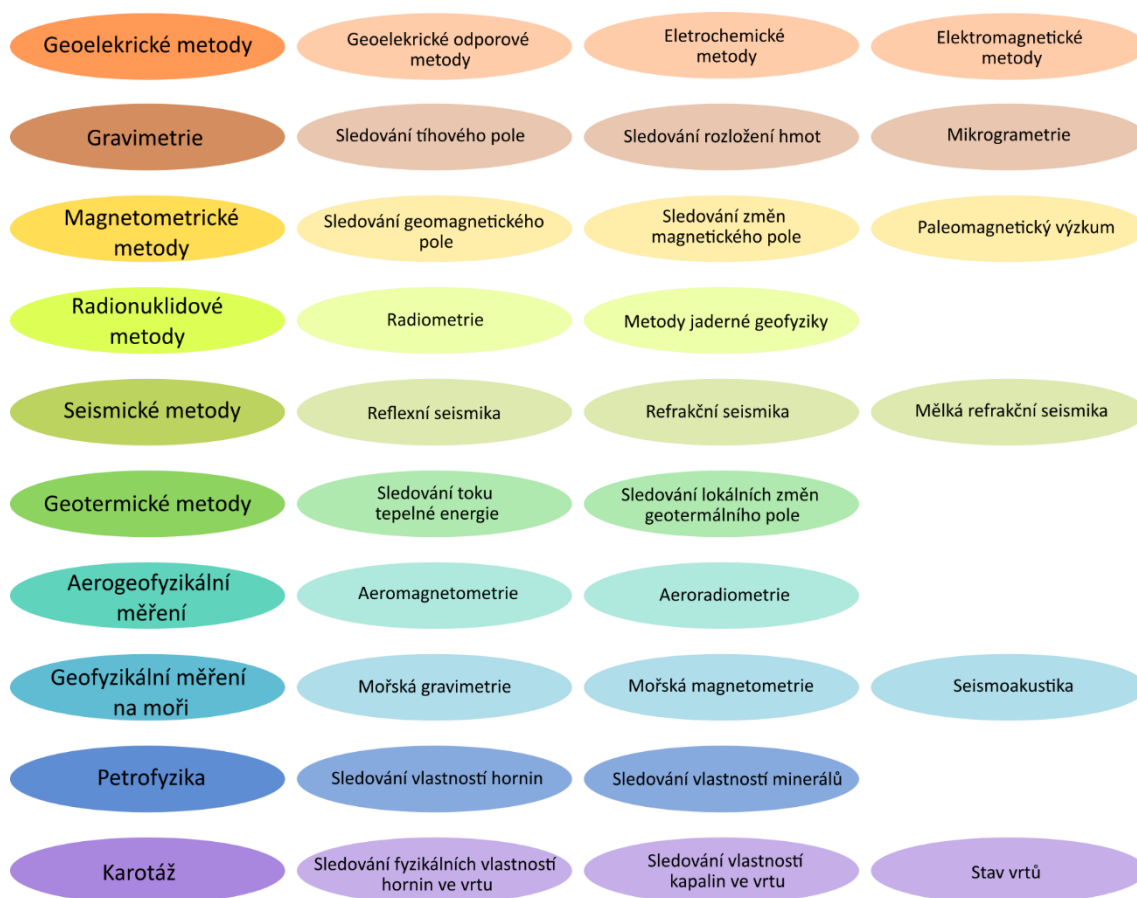 Geoelekrické metody
Geoelekrické odporové
metody
Eletrochemické
metody
Elektromagnetické
metody
Gravimetrie
Sledování tíhového pole
Sledování rozložení hmot
Mikrogrametrie
Magnetometrické
metody
Sledování geomagnetického
pole
Sledování změn
magnetického pole
Paleomagnetický výzkum
Radionuklidové
metody
Radiometrie
Metody jaderné geofyziky
Seismické metody
Reflexní seismika
Refrakční seismika
Mělká refrakční seismika
Geotermické metody
Sledování toku
tepelné energie
Sledování lokálních změn
geotermálního pole
Aerogeofyzikální
měření
Aeromagnetometrie
Aeroradiometrie
Geofyzikální měření
na moři
Mořská gravimetrie
Mořská magnetometrie
Seismoakustika
Petrofyzika
Sledování vlastností hornin
Sledování vlastností minerálů
Karotáž
Sledování fyzikálních vlastností
hornin ve vrtu
Sledování vlastností
kapalin ve vrtu
Stav vrtů